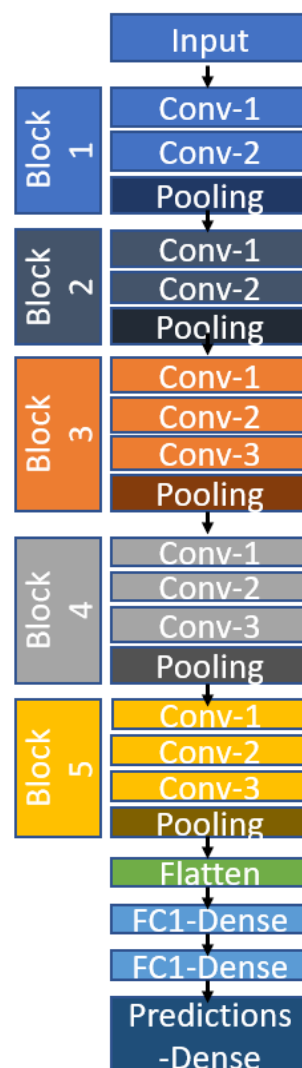 Input
Block 1
Conv-1
Conv-2
Pooling
Block 2
Conv-1
Conv-2
Pooling
Block 3
Conv-1
Conv-2
Conv-3
Pooling
Block 4
Conv-1
Conv-2
Conv-3
Pooling
Block 5
Conv-1
Conv-2
Conv-3
Pooling
Flatten
FC1-Dense
FC1-Dense
Predictions
-Dense